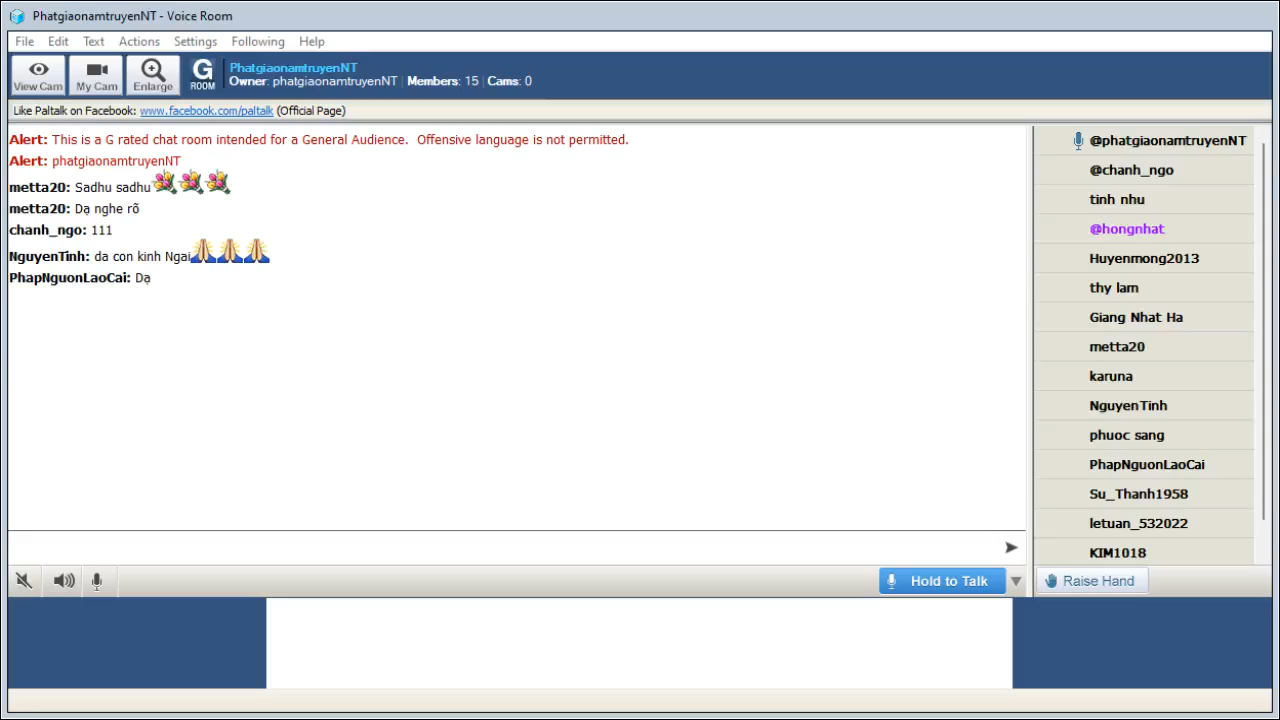 PhatgiaonamtruyenNT - Voice Room
File Edit Text Actions Settings Following Help
View Cam My Cam Enlarge G ROOM
PhatgiaonamtruyenNT
Owner: phatgiaonamtruyenNT | Members: 15 | Cams: 0
Like Paltalk on Facebook: www.facebook.com/paltalk (Official Page)
Alert: This is a G rated chat room intended for a General Audience. Offensive language is not permitted.
Alert: phatgiaonamtruyenNT
metta20: Sadhu sadhu
metta20: Dạ nghe rõ
chanh_ngo: 111
NguyenTinh: da con kinh Ngai
PhapNguonLaoCai: Dạ
@phatgiaonamtruyenNT
@chanh_ngo
tinh nhu
@hongnhat
Huyenmong2013
thy lam
Giang Nhat Ha
metta20
karuna
NguyenTinh
phuoc sang
PhapNguonLaoCai
Su_Thanh1958
letuan_532022
KIM1018
Hold to Talk
Raise Hand